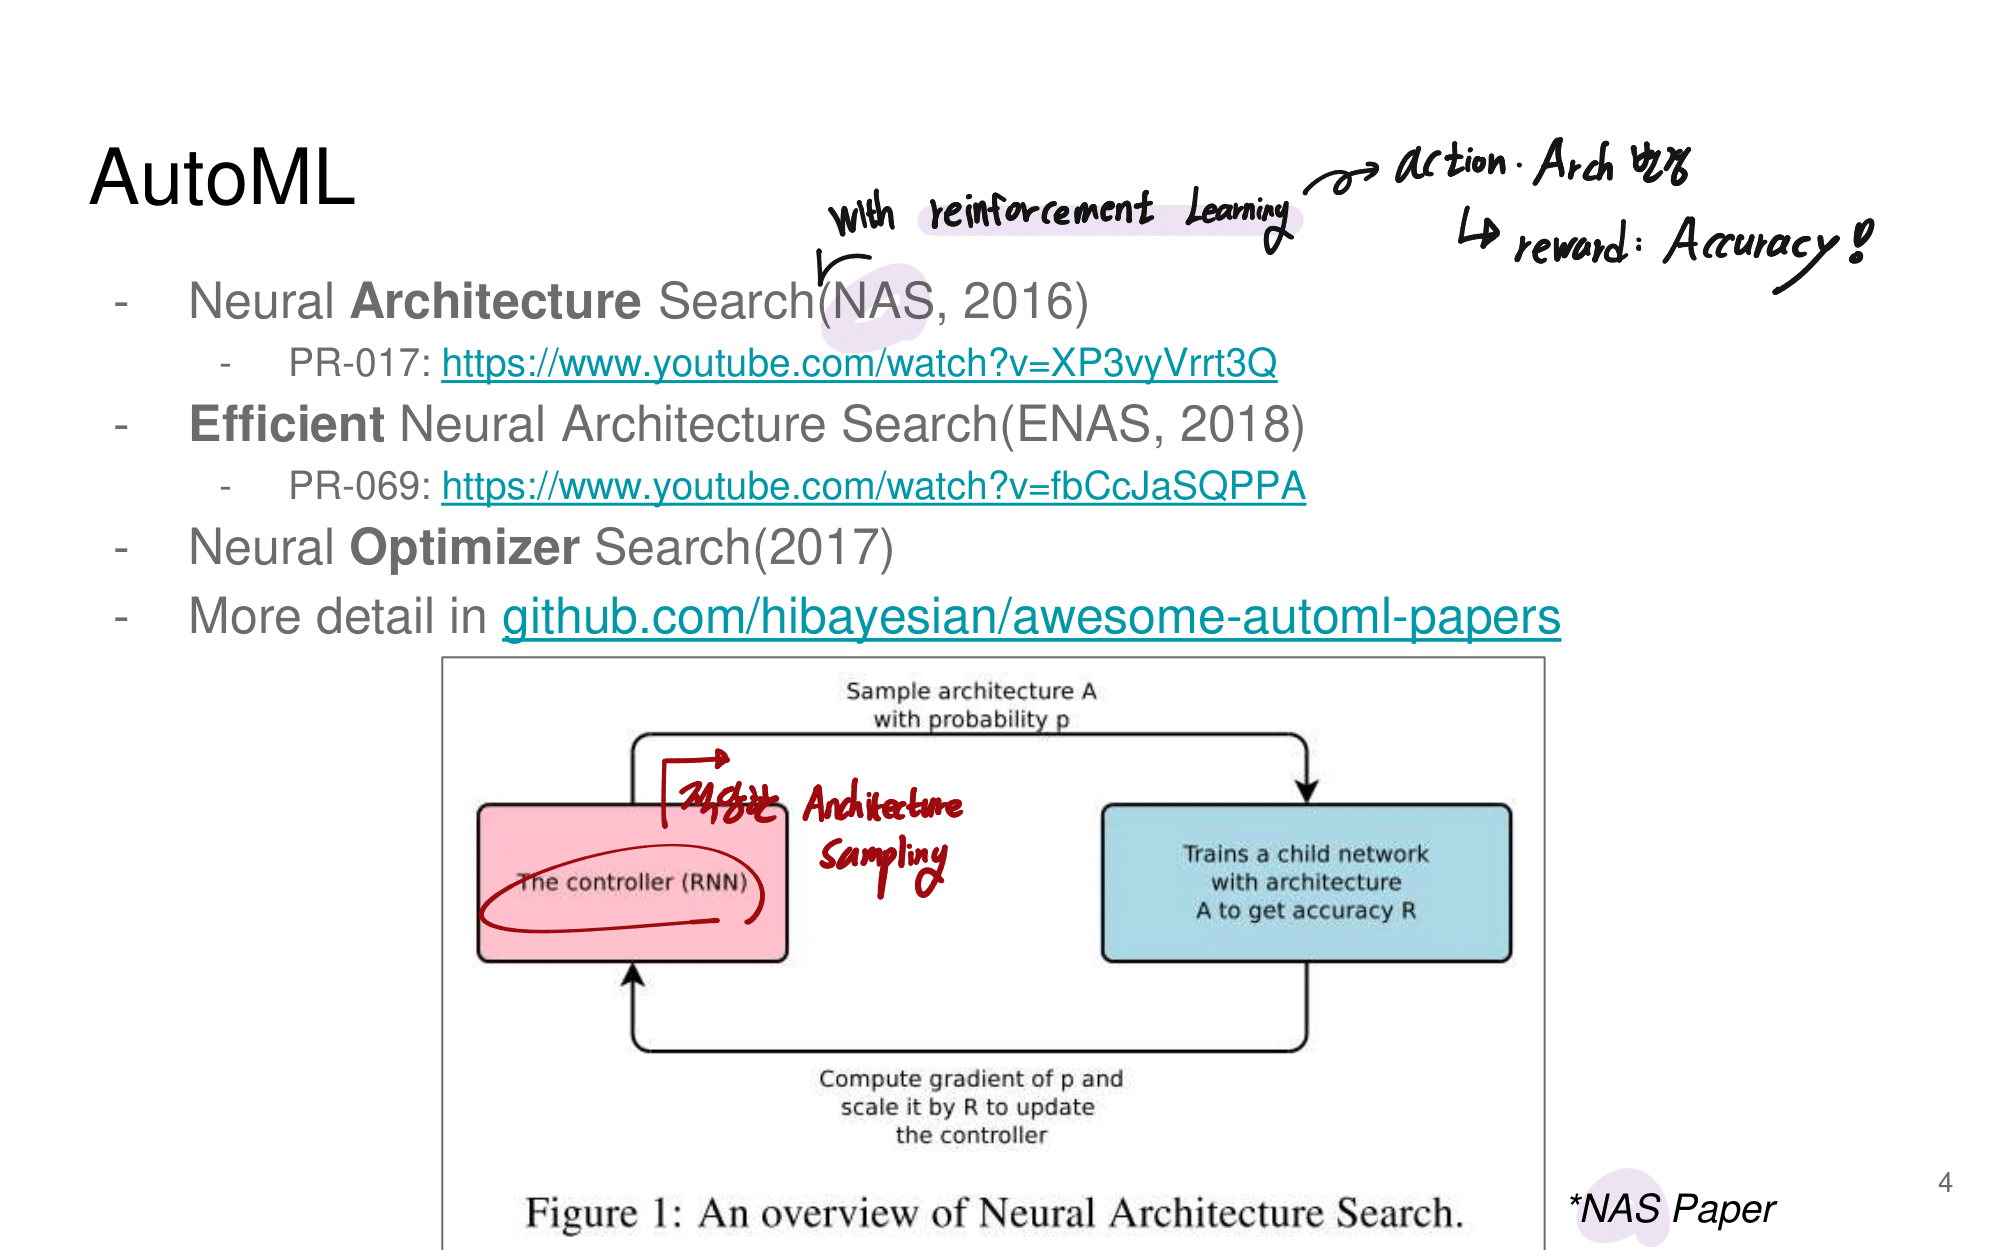 AutoML
with reinforcement Learning
action. Arch 변경
reward: Accuracy!
- Neural Architecture Search(NAS, 2016)
- PR-017: https://www.youtube.com/watch?v=XP3vyVrrt3Q
- Efficient Neural Architecture Search(ENAS, 2018)
- PR-069: https://www.youtube.com/watch?v=fbCcJaSQPPA
- Neural Optimizer Search(2017)
- More detail in github.com/hibayesian/awesome-automl-papers
Sample architecture A
with probability p
Architecture
Sampling
The controller (RNN)
Trains a child network
with architecture
A to get accuracy R
Compute gradient of p and
scale it by R to update
the controller
Figure 1: An overview of Neural Architecture Search.
*NAS Paper
4